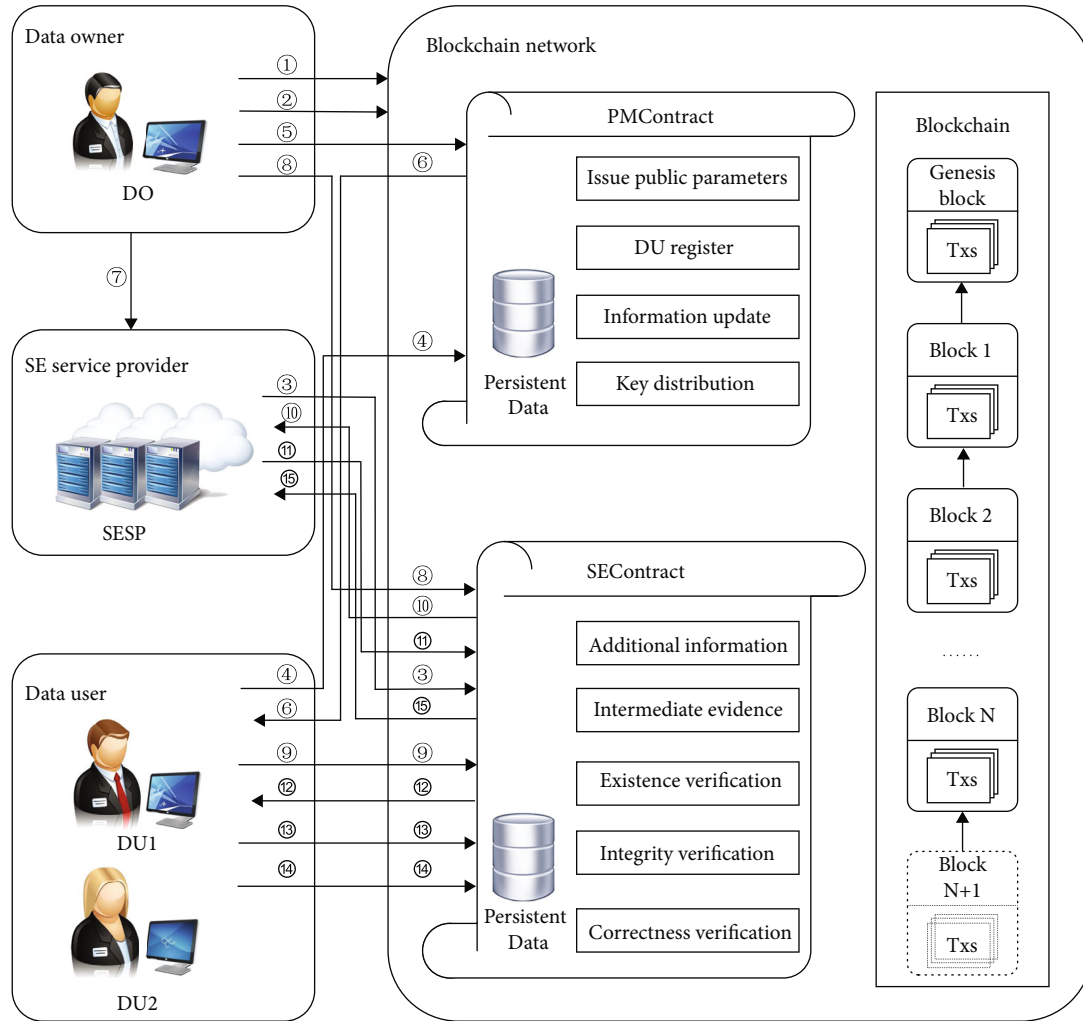 Data owner
①
②
⑤
⑧
DO
⑦
SE service provider
③
⑩
⑪
⑮
SESP
Data user
④
⑥
⑨
⑫
⑬
⑭
DU1
DU2
Blockchain network
⑥
④
PMContract
Issue public parameters
DU register
Information update
Key distribution
Persistent
Data
⑧
⑩
⑪
③
⑮
⑨
⑫
⑬
⑭
SEContract
Additional information
Intermediate evidence
Existence verification
Integrity verification
Correctness verification
Persistent
Data
Blockchain
Genesis
block
Txs
Block 1
Txs
Block 2
Txs
......
Block N
Txs
Block
N+1
Txs